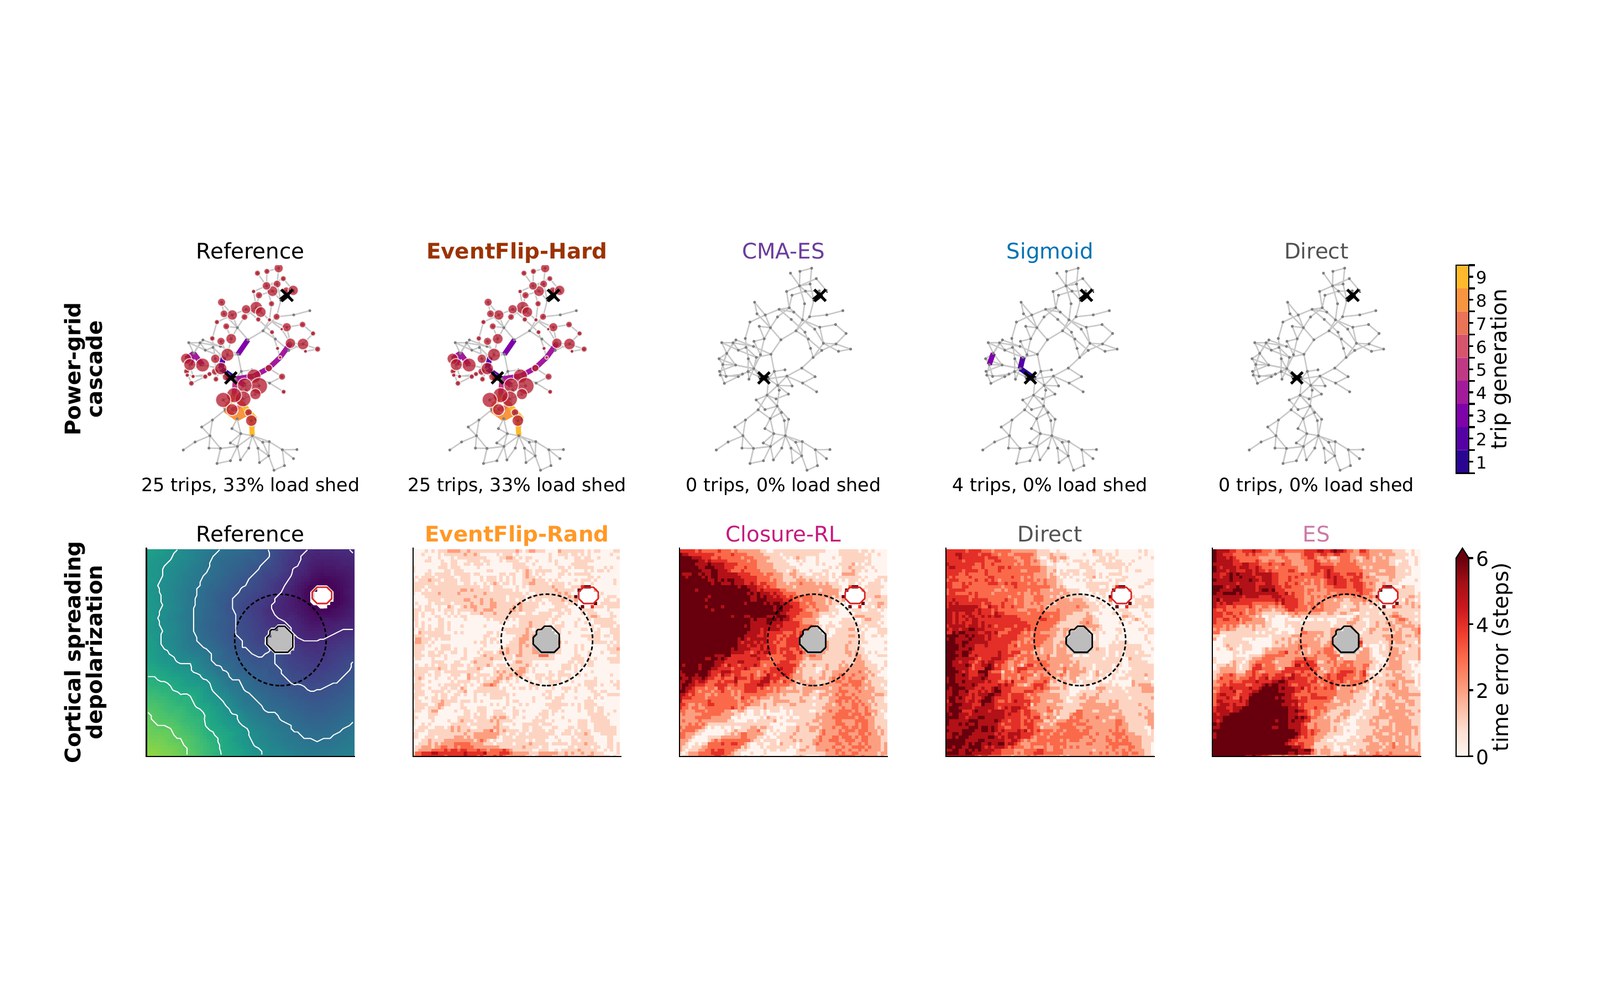 Reference
EventFlip-Hard
CMA-ES
Sigmoid
Direct
Power-grid
cascade
9
8
7
6
5
4
3
2
1
trip generation
25 trips, 33% load shed
25 trips, 33% load shed
0 trips, 0% load shed
4 trips, 0% load shed
0 trips, 0% load shed
Reference
EventFlip-Rand
Closure-RL
Direct
ES
Cortical spreading
depolarization
6
4
2
0
time error (steps)